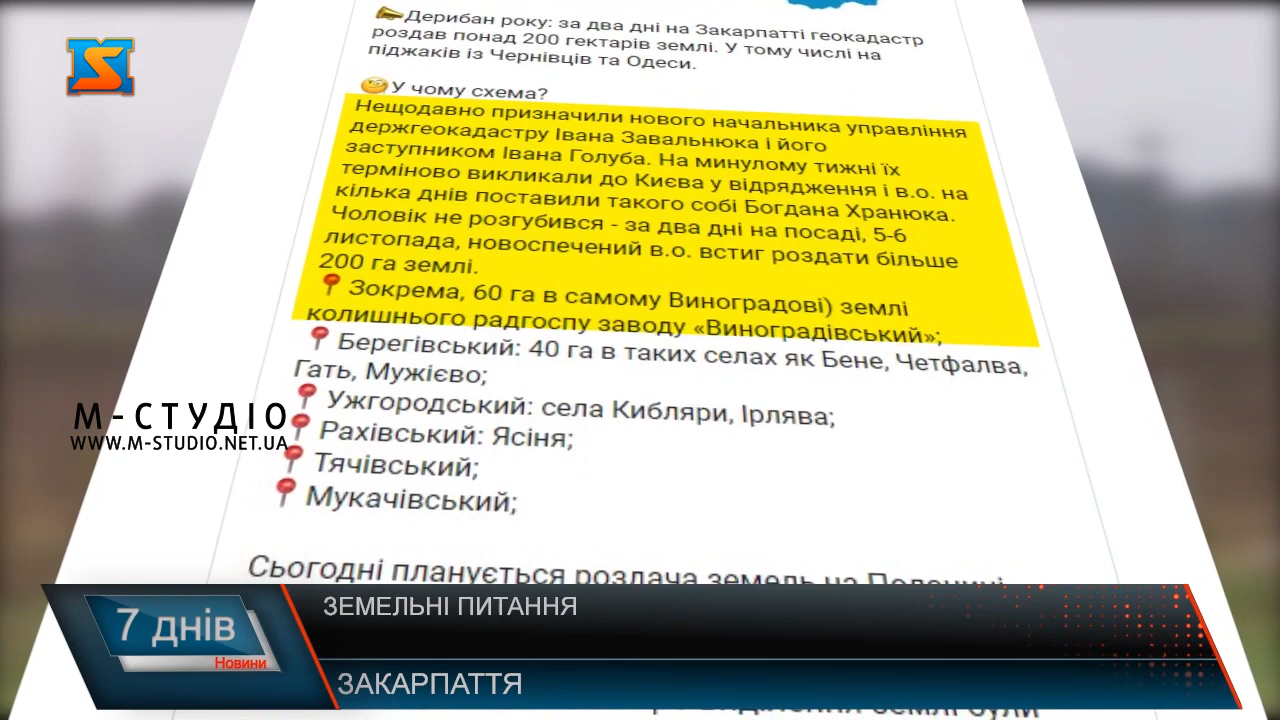 Дерибан року: за два дні на Закарпатті геокадастр
роздав понад 200 гектарів землі. У тому числі на
піджаків із Чернівців та Одеси.
У чому схема?
Нещодавно призначили нового начальника управління
держгеокадастру Івана Завальнюка і його
заступником Івана Голуба. На минулому тижні їх
терміново викликали до Києва у відрядження і в.о. на
кілька днів поставили такого собі Богдана Хранюка.
Чоловік не розгубився - за два дні на посаді, 5-6
листопада, новоспечений в.о. встиг роздати більше
200 га землі.
Зокрема, 60 га в самому Виноградові) землі
колишнього радгоспу заводу «Виноградівський»;
Берегівський: 40 га в таких селах як Бене, Четфалва,
Гать, Мужієво;
Ужгородський: села Кибляри, Ірлява;
Рахівський: Ясіня;
Тячівський;
Мукачівський;
М-СТУДІО
WWW.M-STUDIO.NET.UA
Сьогодні планується роздача земель на
7 днів
Новини
ЗЕМЕЛЬНІ ПИТАННЯ
ЗАКАРПАТТЯ